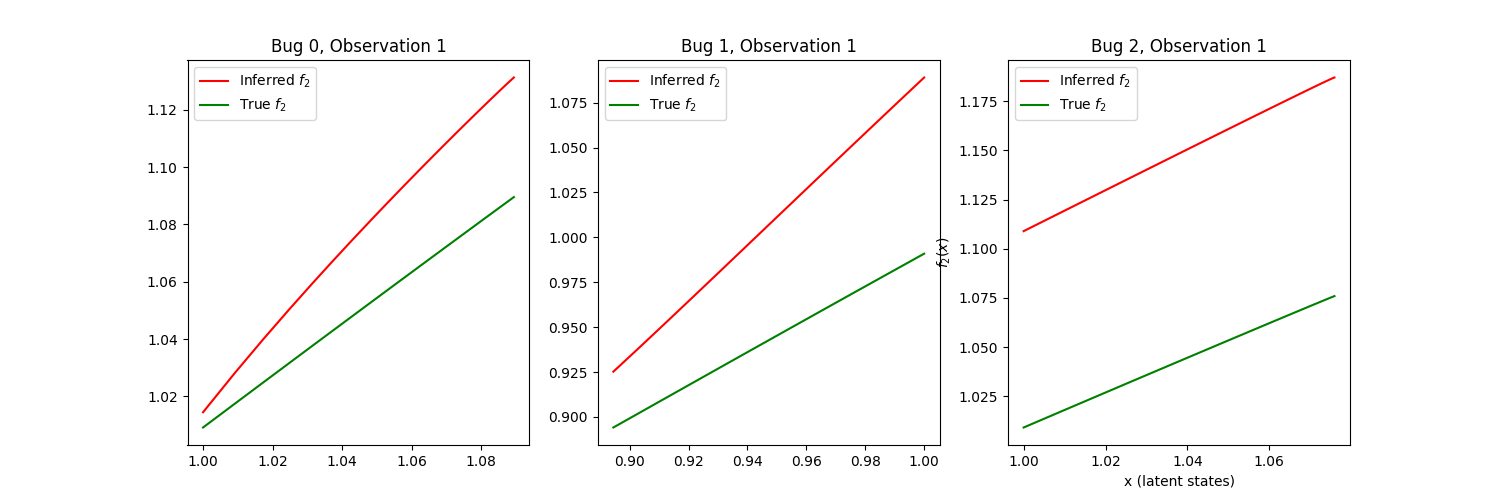 Bug 0, Observation 1
Inferred f₂
True f₂
1.12
1.10
1.08
1.06
1.04
1.02
1.00 1.02 1.04 1.06 1.08
Bug 1, Observation 1
Inferred f₂
True f₂
1.075
1.050
1.025
1.000
0.975
0.950
0.925
0.900
0.90 0.92 0.94 0.96 0.98 1.00
Bug 2, Observation 1
Inferred f₂
True f₂
f₂(x)
1.175
1.150
1.125
1.100
1.075
1.050
1.025
1.00 1.02 1.04 1.06
x (latent states)